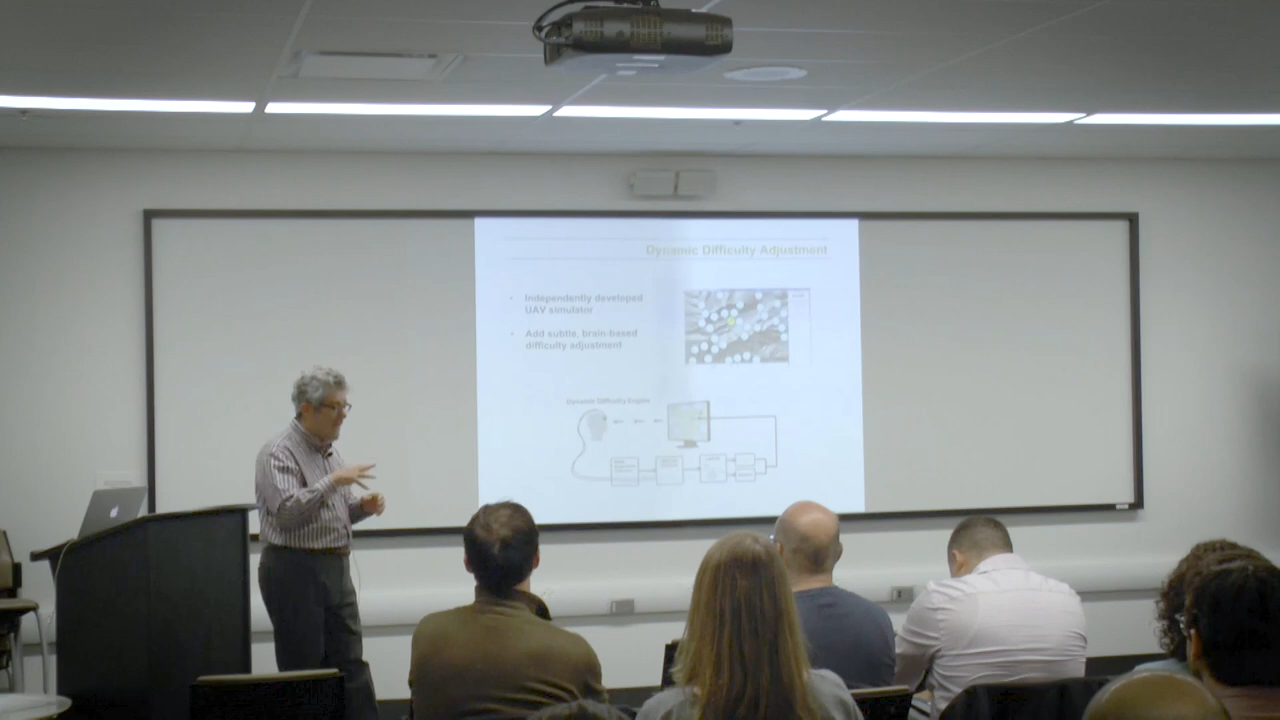 Dynamic Difficulty Adjustment
• Independently developed
UAV simulator
• Add subtle, brain-based
difficulty adjustment
Dynamic Difficulty Engine